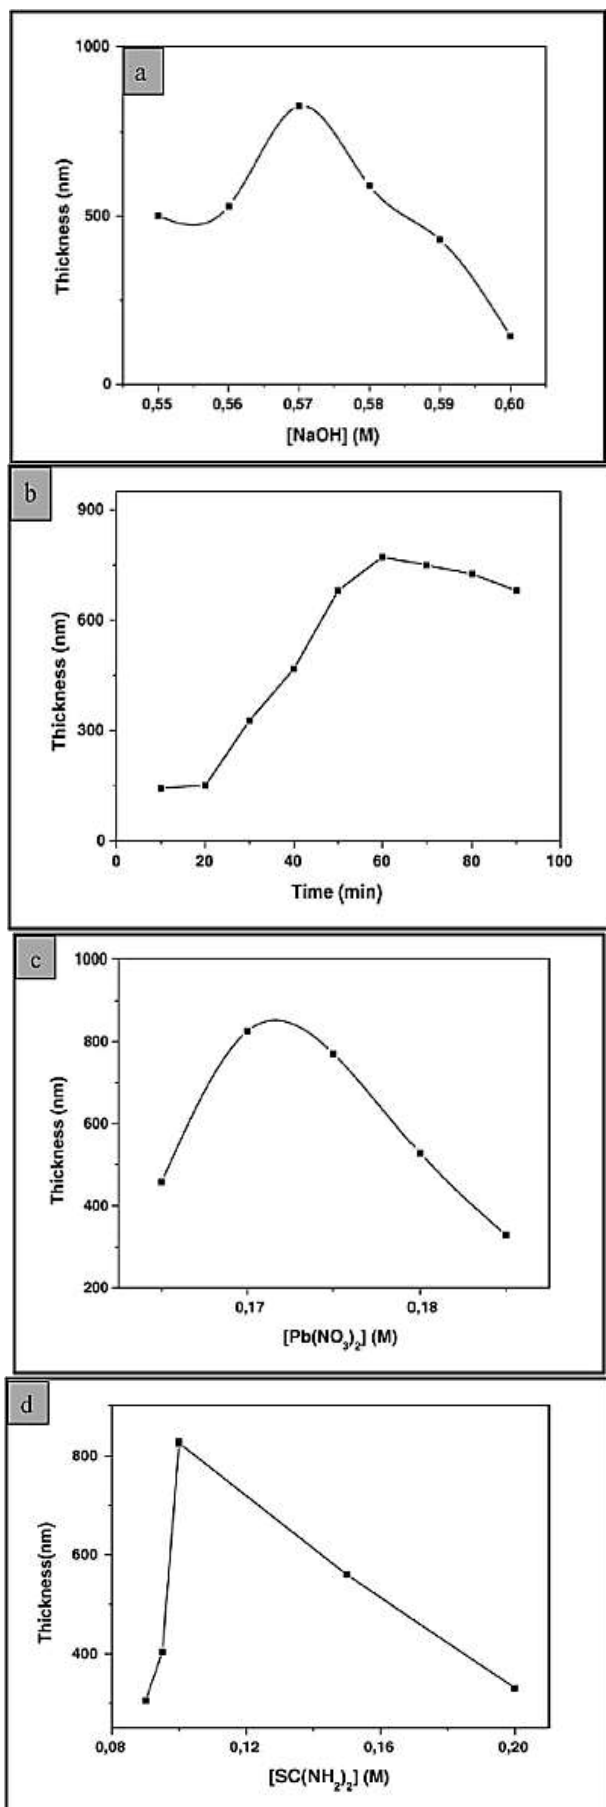 a
1000
500
0
Thickness (nm)
0,55 0,56 0,57 0,58 0,59 0,60
[NaOH] (M)
b
900
600
300
0
Thickness (nm)
0 20 40 60 80 100
Time (min)
c
1000
800
600
400
200
Thickness (nm)
0,17 0,18
[Pb(NO₃)₂] (M)
d
800
600
400
Thickness(nm)
0,08 0,12 0,16 0,20
[SC(NH₂)₂] (M)